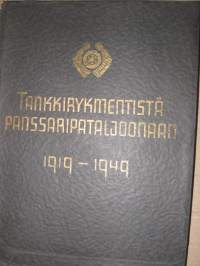 TANKKIRYKMENTISTÄ
PANSSARIPATALJOONAAN
1919-1949